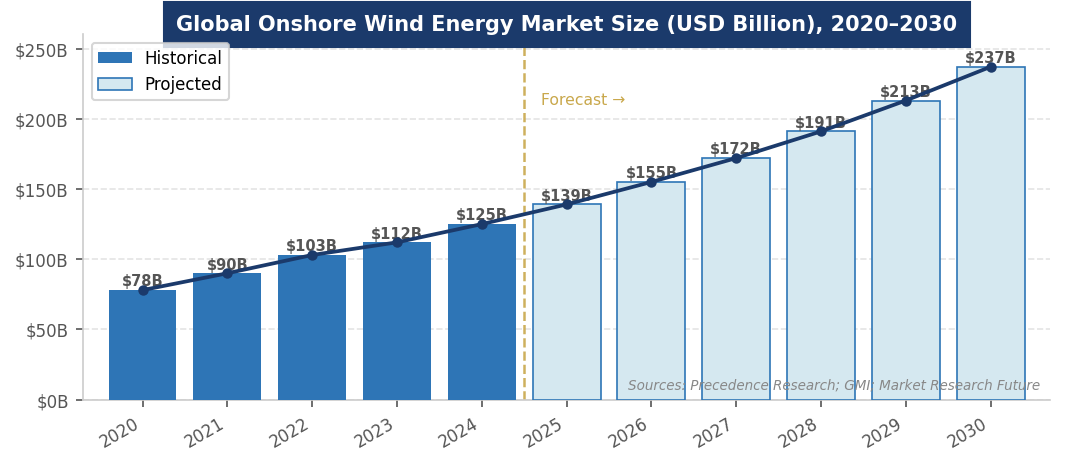 Global Onshore Wind Energy Market Size (USD Billion), 2020–2030
$250B
$200B
$150B
$100B
$50B
$0B
Historical
Projected
Forecast →
$78B
$90B
$103B
$112B
$125B
$139B
$155B
$172B
$191B
$213B
$237B
Sources: Precedence Research; GMI; Market Research Future
2020
2021
2022
2023
2024
2025
2026
2027
2028
2029
2030